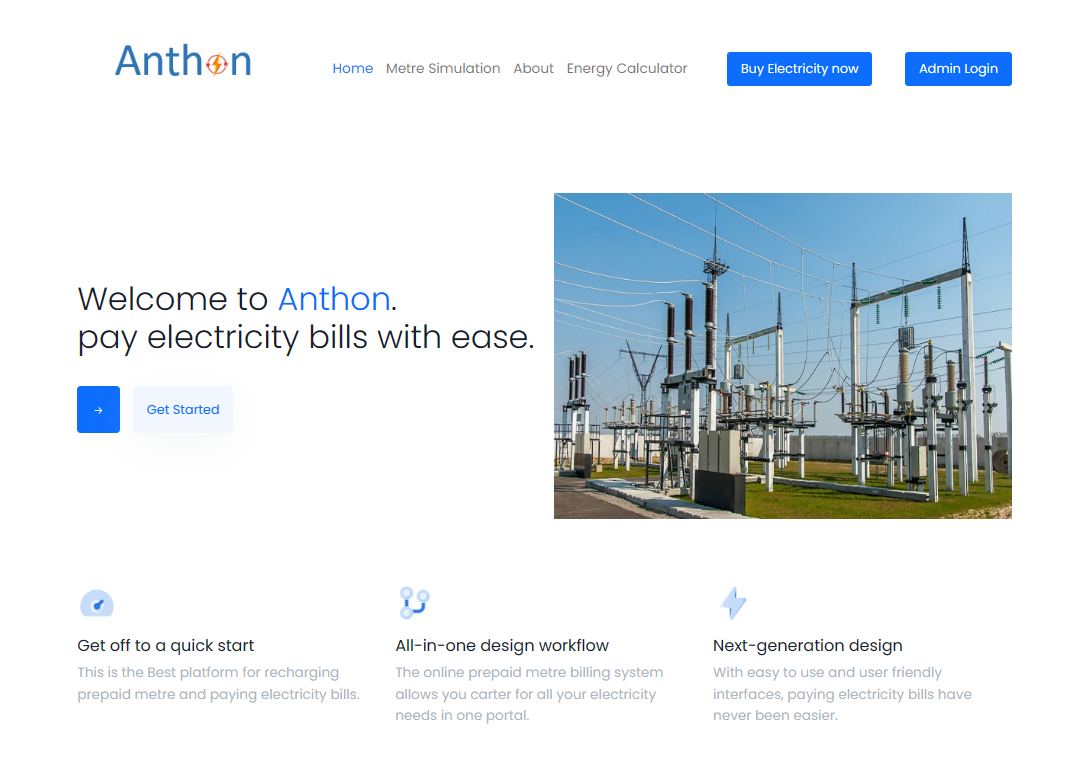 Anthon
Home Metre Simulation About Energy Calculator Buy Electricity now Admin Login
Welcome to Anthon.
pay electricity bills with ease.
→ Get Started
Get off to a quick start
This is the Best platform for recharging
prepaid metre and paying electricity bills.
All-in-one design workflow
The online prepaid metre billing system
allows you carter for all your electricity
needs in one portal.
Next-generation design
With easy to use and user friendly
interfaces, paying electricity bills have
never been easier.